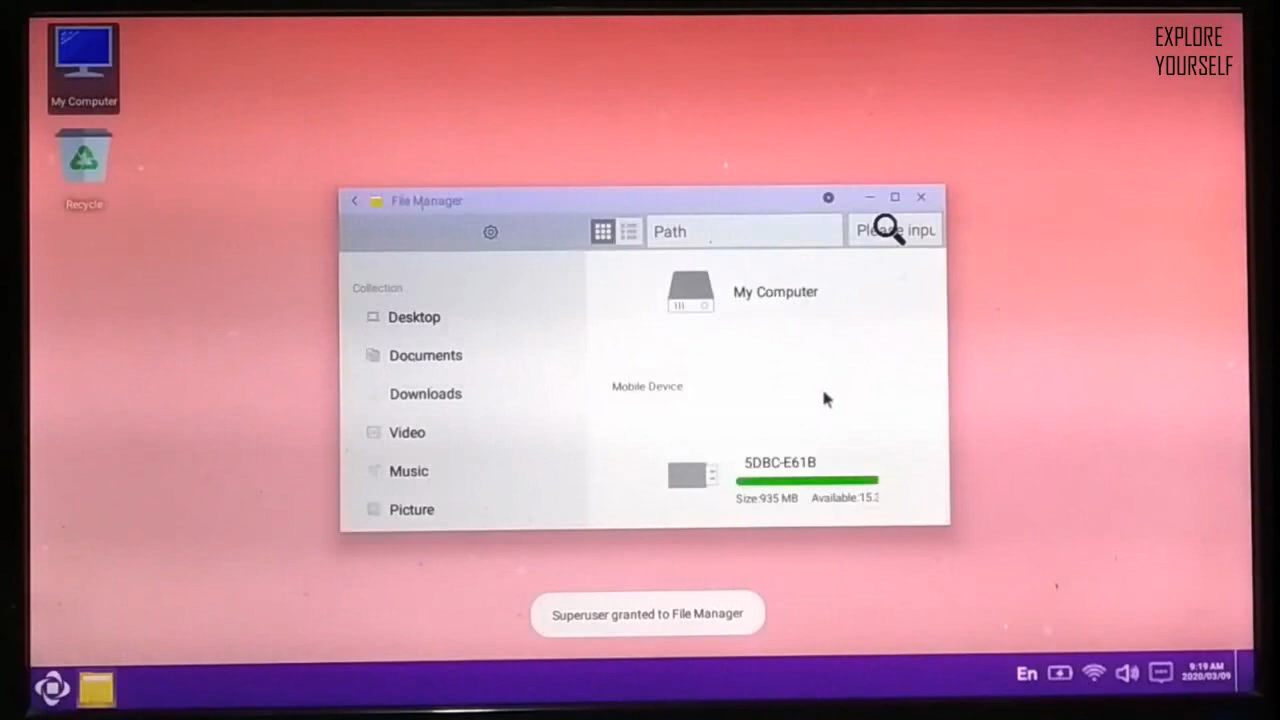 EXPLORE
YOURSELF
My Computer
Recycle
File Manager
Path
Please inpu
Collection
Desktop
Documents
Downloads
Video
Music
Picture
My Computer
Mobile Device
5DBC-E61B
Size:935 MB Available:15.
Superuser granted to File Manager
En
9:19 AM
2020/03/09